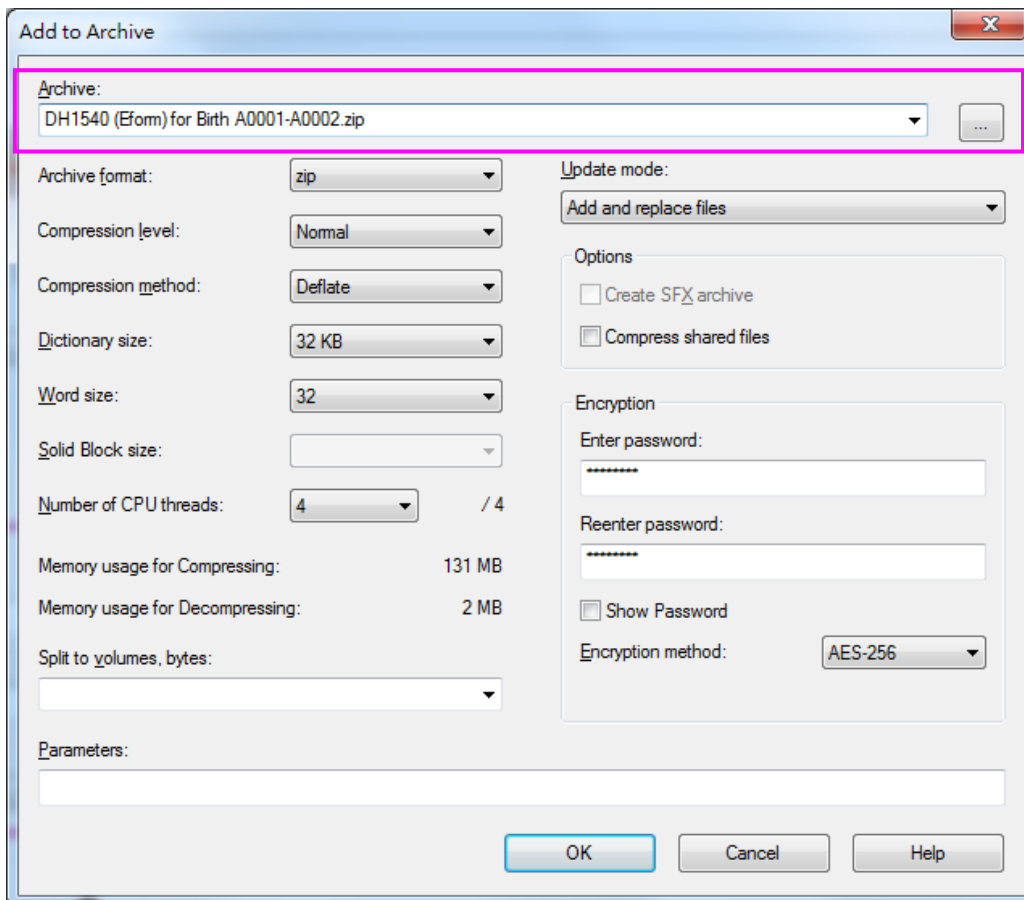 Add to Archive
Archive:
DH1540 (Eform) for Birth A0001-A0002.zip
...
Archive format:
zip
Compression level:
Normal
Compression method:
Deflate
Dictionary size:
32 KB
Word size:
32
Solid Block size:
Number of CPU threads:
4
/ 4
Memory usage for Compressing:
131 MB
Memory usage for Decompressing:
2 MB
Split to volumes, bytes:
Update mode:
Add and replace files
Options
Create SFX archive
Compress shared files
Encryption
Enter password:
********
Reenter password:
********
Show Password
Encryption method:
AES-256
Parameters:
OK
Cancel
Help